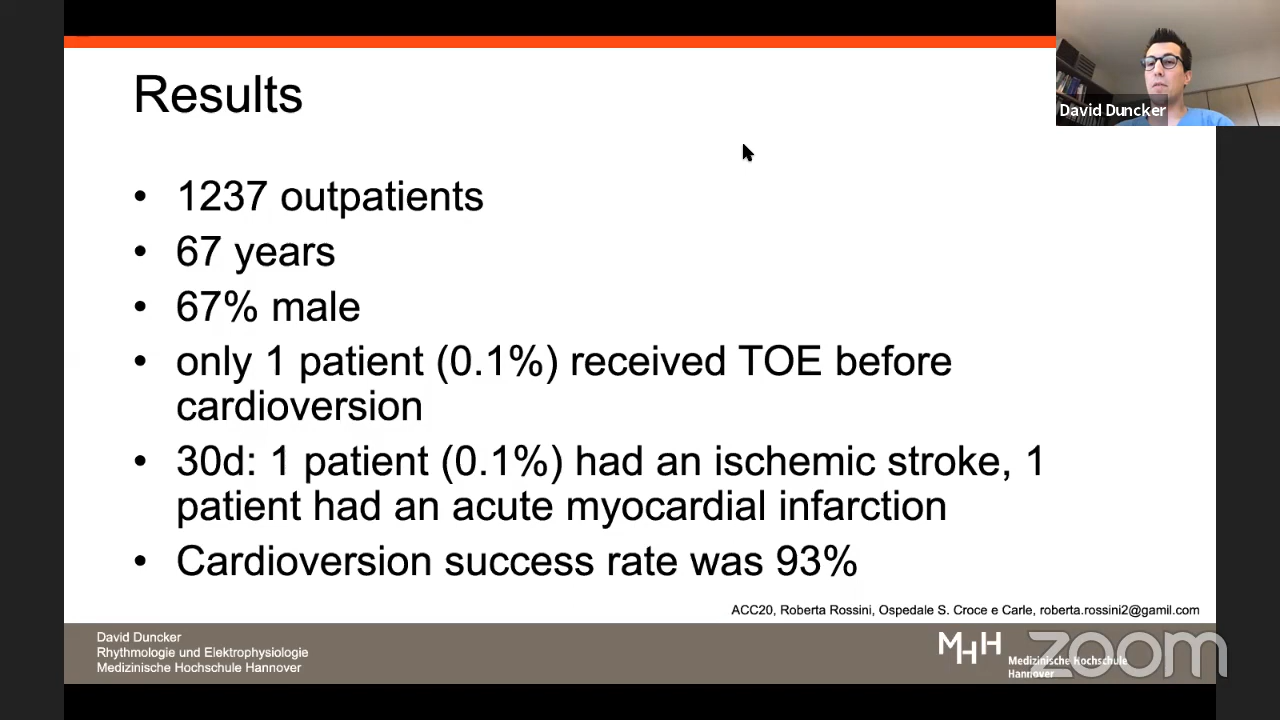 Results
David Duncker
• 1237 outpatients
• 67 years
• 67% male
• only 1 patient (0.1%) received TOE before
cardioversion
• 30d: 1 patient (0.1%) had an ischemic stroke, 1
patient had an acute myocardial infarction
• Cardioversion success rate was 93%
ACC20, Roberta Rossini, Ospedale S. Croce e Carle, roberta.rossini2@gamil.com
David Duncker
Rhythmologie und Elektrophysiologie
Medizinische Hochschule Hannover
MHH
Medizinische Hochschule
Hannover
zoom